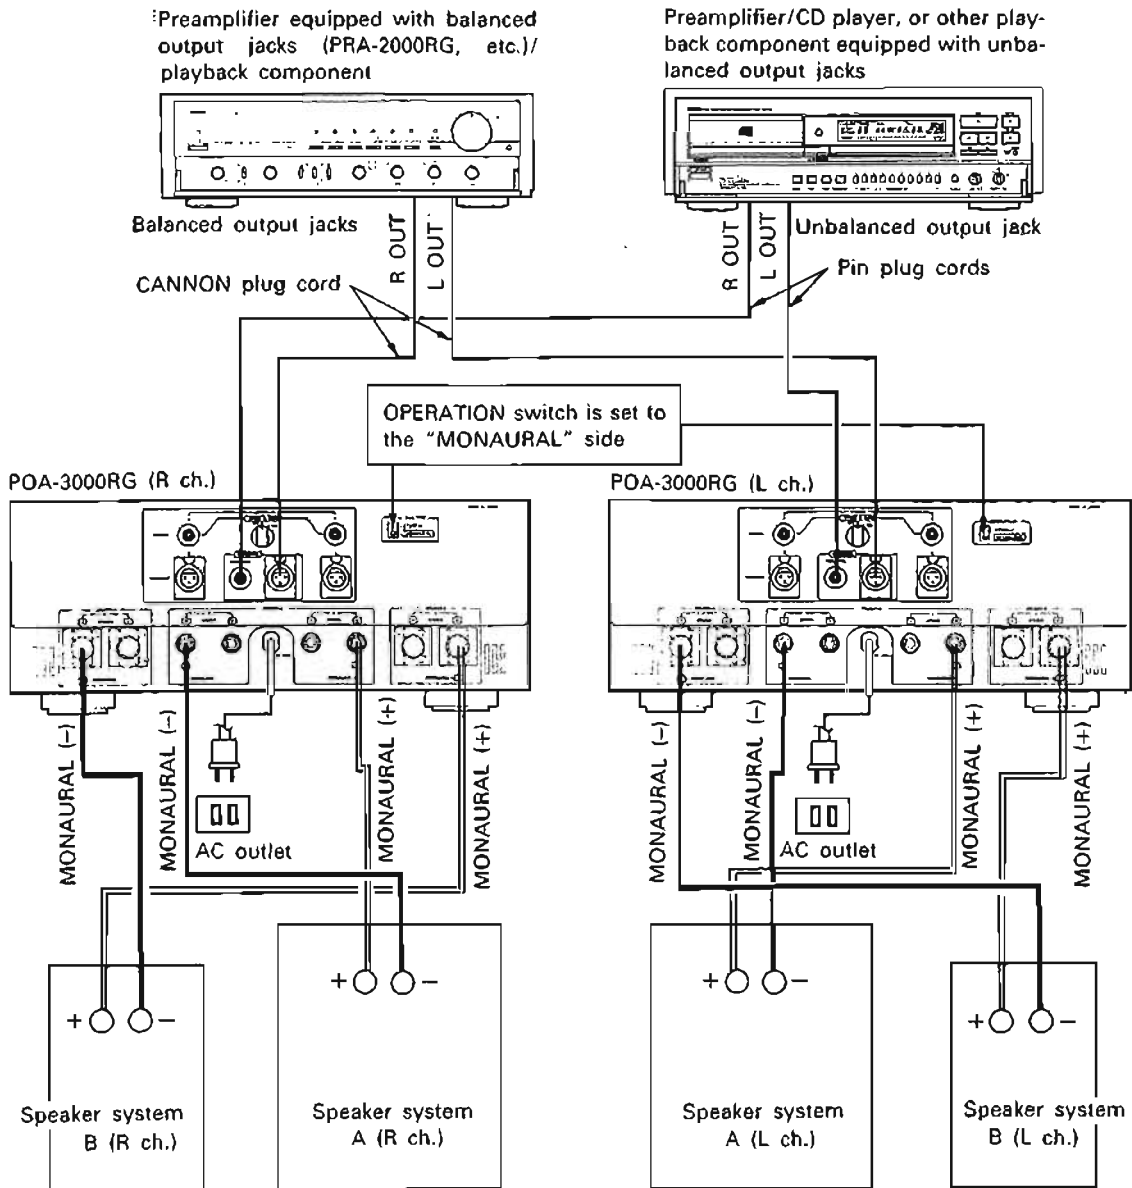 Preamplifier equipped with balanced
output jacks (PRA-2000RG, etc.)/
playback component
Preamplifier/CD player, or other play-
back component equipped with unba-
lanced output jacks
Balanced output jacks
R OUT
L OUT
CANNON plug cord
R OUT
L OUT
Unbalanced output jack
Pin plug cords
OPERATION switch is set to
the "MONAURAL" side
POA-3000RG (R ch.)
POA-3000RG (L ch.)
MONAURAL (−)
MONAURAL (−)
AC outlet
MONAURAL (+)
MONAURAL (+)
MONAURAL (−)
MONAURAL (−)
AC outlet
MONAURAL (+)
MONAURAL (+)
+ −
+ −
+ −
+ −
Speaker system
B (R ch.)
Speaker system
A (R ch.)
Speaker system
A (L ch.)
Speaker system
B (L ch.)